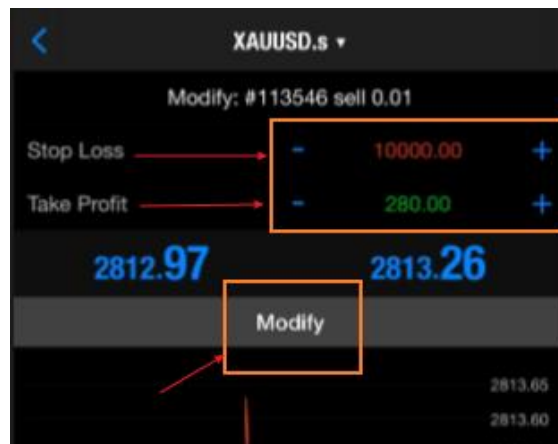 XAUUSD.s ▾
Modify: #113546 sell 0.01
Stop Loss - 10000.00 +
Take Profit - 280.00 +
2812.97 2813.26
Modify
2813.65
2813.60